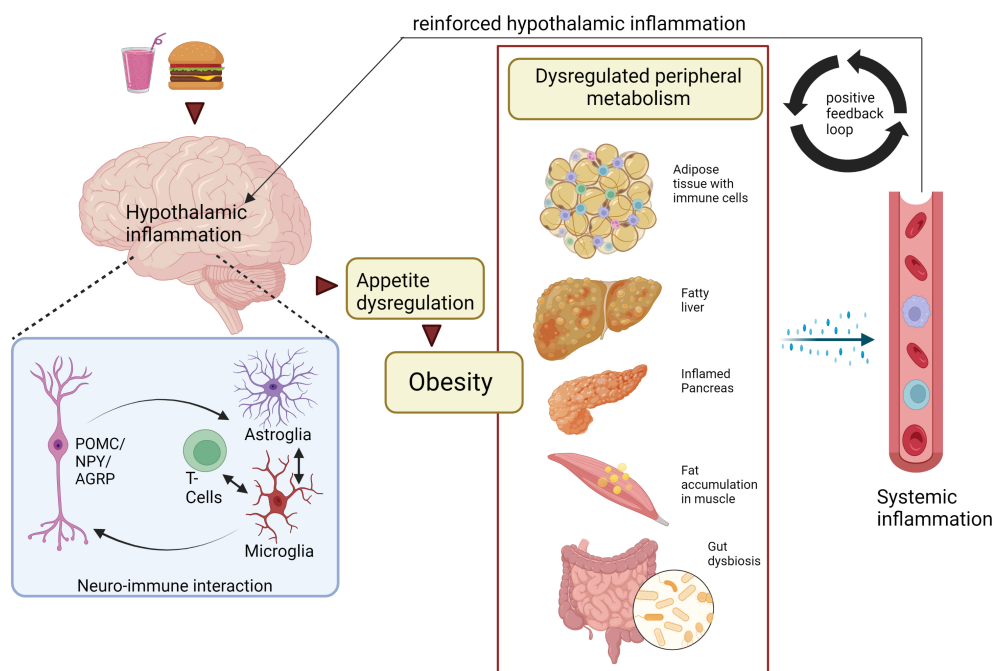 reinforced hypothalamic inflammation
Dysregulated peripheral
metabolism
positive
feedback
loop
Adipose
tissue with
immune cells
Hypothalamic
inflammation
Appetite
dysregulation
Fatty
liver
Obesity
Inflamed
Pancreas
Astroglia
POMC/
NPY/
AGRP
T-
Cells
Microglia
Fat
accumulation
in muscle
Systemic
inflammation
Gut
dysbiosis
Neuro-immune interaction